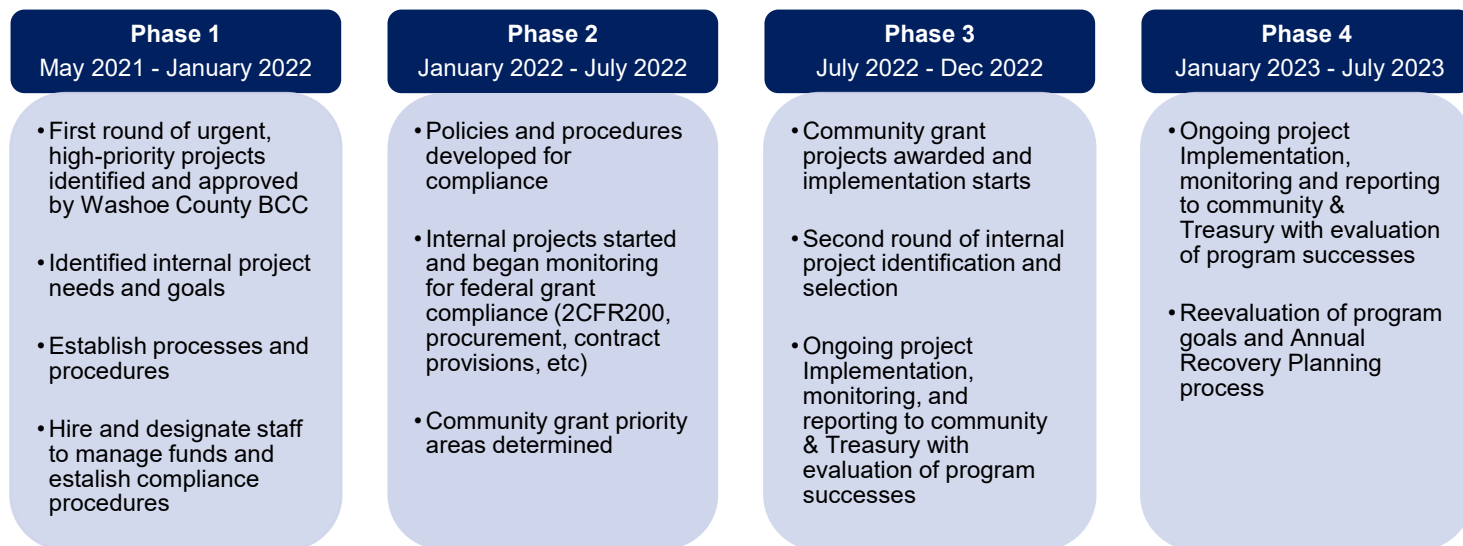 Phase 1
May 2021 - January 2022
• First round of urgent,
high-priority projects
identified and approved
by Washoe County BCC
• Identified internal project
needs and goals
• Establish processes and
procedures
• Hire and designate staff
to manage funds and
estalish compliance
procedures
Phase 2
January 2022 - July 2022
• Policies and procedures
developed for
compliance
• Internal projects started
and began monitoring
for federal grant
compliance (2CFR200,
procurement, contract
provisions, etc)
• Community grant priority
areas determined
Phase 3
July 2022 - Dec 2022
• Community grant
projects awarded and
implementation starts
• Second round of internal
project identification and
selection
• Ongoing project
Implementation,
monitoring, and
reporting to community
& Treasury with
evaluation of program
successes
Phase 4
January 2023 - July 2023
• Ongoing project
Implementation,
monitoring and reporting
to community &
Treasury with evaluation
of program successes
• Reevaluation of program
goals and Annual
Recovery Planning
process